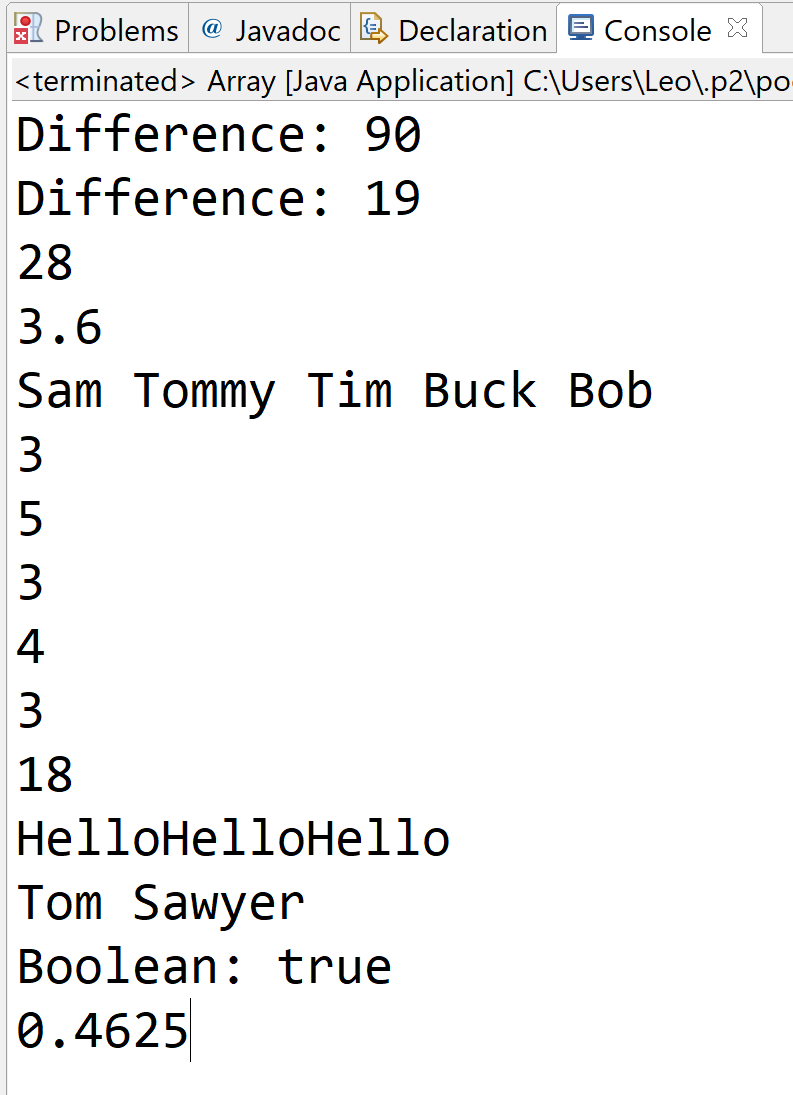 Problems @ Javadoc Declaration Console
<terminated> Array [Java Application] C:\Users\Leo\.p2\po
Difference: 90
Difference: 19
28
3.6
Sam Tommy Tim Buck Bob
3
5
3
4
3
18
HelloHelloHello
Tom Sawyer
Boolean: true
0.4625